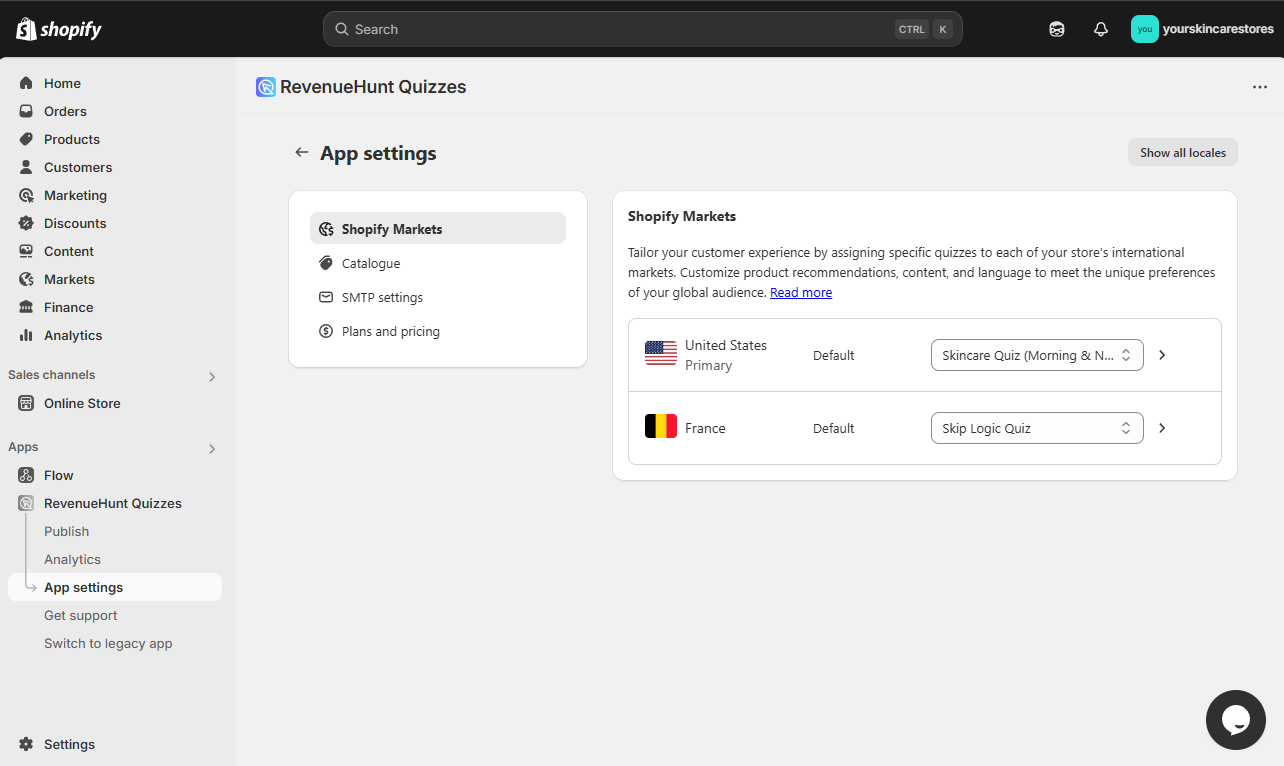 shopify
Search
CTRL K
you
yourskincarestores
Home
Orders
Products
Customers
Marketing
Discounts
Content
Markets
Finance
Analytics
Sales channels
Online Store
Apps
Flow
RevenueHunt Quizzes
Publish
Analytics
App settings
Get support
Switch to legacy app
Settings
RevenueHunt Quizzes
App settings
Show all locales
Shopify Markets
Catalogue
SMTP settings
Plans and pricing
Shopify Markets
Tailor your customer experience by assigning specific quizzes to each of your store's international
markets. Customize product recommendations, content, and language to meet the unique preferences
of your global audience. Read more
United States
Primary
Default
Skincare Quiz (Morning & N...
France
Default
Skip Logic Quiz